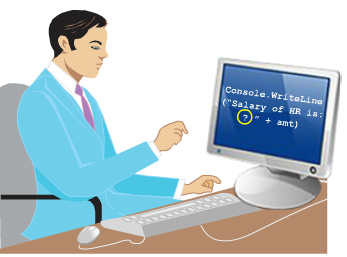 Console.WriteLine
("Salary of HR is:
? " + amt)